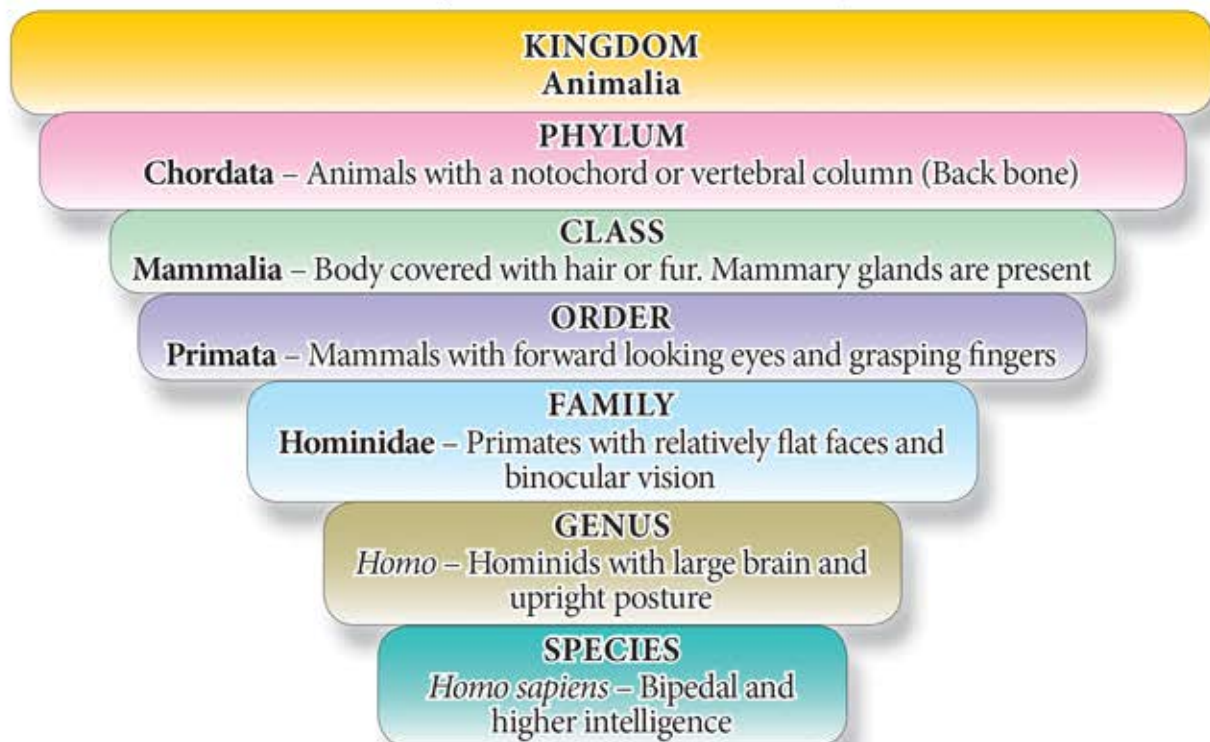 KINGDOM
Animalia
PHYLUM
Chordata – Animals with a notochord or vertebral column (Back bone)
CLASS
Mammalia – Body covered with hair or fur. Mammary glands are present
ORDER
Primata – Mammals with forward looking eyes and grasping fingers
FAMILY
Hominidae – Primates with relatively flat faces and
binocular vision
GENUS
Homo – Hominids with large brain and
upright posture
SPECIES
Homo sapiens – Bipedal and
higher intelligence